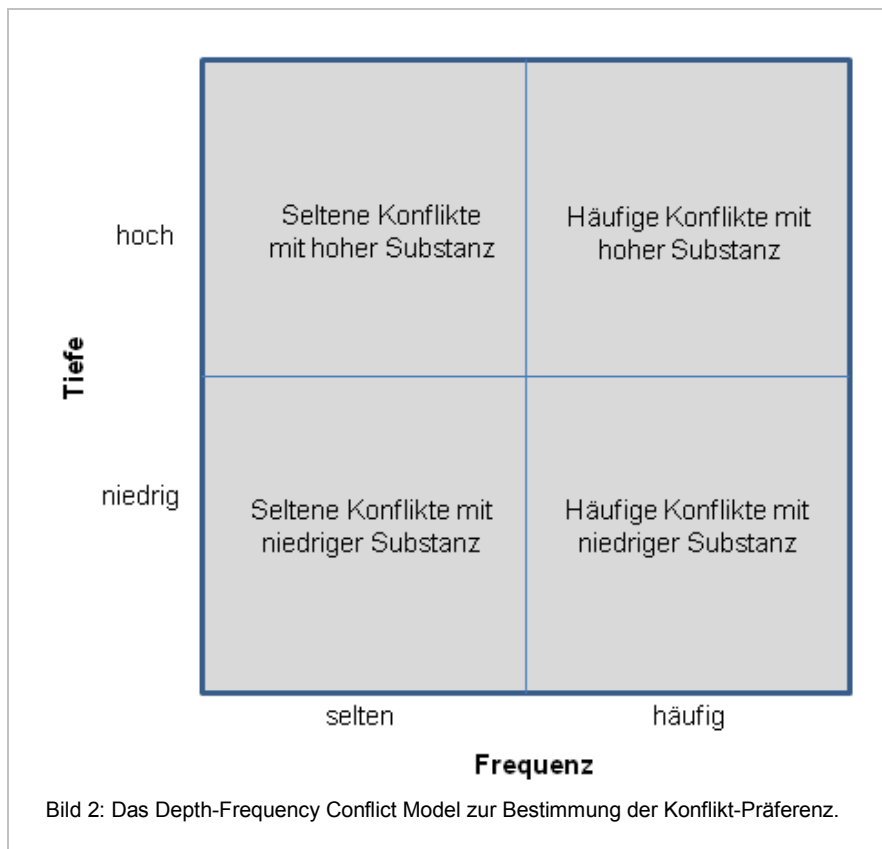 Seltene Konflikte
mit hoher Substanz
Häufige Konflikte mit
hoher Substanz
hoch
Tiefe
niedrig
Seltene Konflikte mit
niedriger Substanz
Häufige Konflikte mit
niedriger Substanz
selten
häufig
Frequenz
Bild 2: Das Depth-Frequency Conflict Model zur Bestimmung der Konflikt-Präferenz.